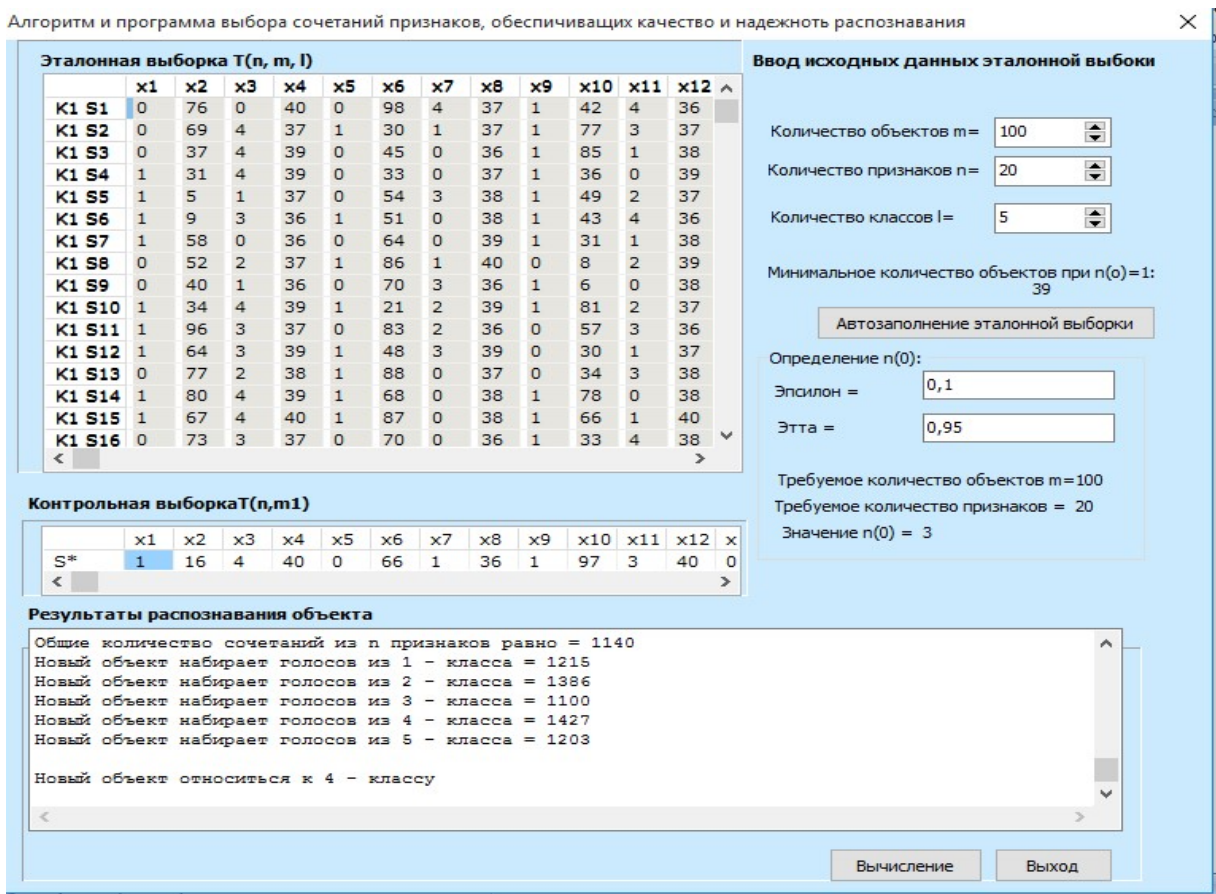 Алгоритм и программа выбора сочетаний признаков, обеспичиващих качество и надежноть распознавания
Эталонная выборка T(n, m, l)
x1 x2 x3 x4 x5 x6 x7 x8 x9 x10 x11 x12
K1 S1 0 76 0 40 0 98 4 37 1 42 4 36
K1 S2 0 69 4 37 1 30 1 37 1 77 3 37
K1 S3 0 37 4 39 0 45 0 36 1 85 1 38
K1 S4 1 31 4 39 0 33 0 37 1 36 0 39
K1 S5 1 5 1 37 0 54 3 38 1 49 2 37
K1 S6 1 9 3 36 1 51 0 38 1 43 4 36
K1 S7 1 58 0 36 0 64 0 39 1 31 1 38
K1 S8 0 52 2 37 1 86 1 40 0 8 2 39
K1 S9 0 40 1 36 0 70 3 36 1 6 0 38
K1 S10 1 34 4 39 1 21 2 39 1 81 2 37
K1 S11 1 96 3 37 0 83 2 36 0 57 3 36
K1 S12 1 64 3 39 1 48 3 39 0 30 1 37
K1 S13 0 77 2 38 1 88 0 37 0 34 3 38
K1 S14 1 80 4 39 1 68 0 38 1 78 0 38
K1 S15 1 67 4 40 1 87 0 38 1 66 1 40
K1 S16 0 73 3 37 0 70 0 36 1 33 4 38
Ввод исходных данных эталонной выбоки
Количество объектов m= 100
Количество признаков n= 20
Количество классов l= 5
Минимальное количество объектов при n(o)=1:
39
Автозаполнение эталонной выборки
Определение n(0):
Эпсилон = 0,1
Этта = 0,95
Требуемое количество объектов m=100
Требуемое количество признаков = 20
Значение n(0) = 3
Контрольная выборкаT(n,m1)
x1 x2 x3 x4 x5 x6 x7 x8 x9 x10 x11 x12 x
S* 1 16 4 40 0 66 1 36 1 97 3 40 0
Результаты распознавания объекта
Общие количество сочетаний из n признаков равно = 1140
Новый объект набирает голосов из 1 - класса = 1215
Новый объект набирает голосов из 2 - класса = 1386
Новый объект набирает голосов из 3 - класса = 1100
Новый объект набирает голосов из 4 - класса = 1427
Новый объект набирает голосов из 5 - класса = 1203
Новый объект относиться к 4 - классу
Вычисление
Выход